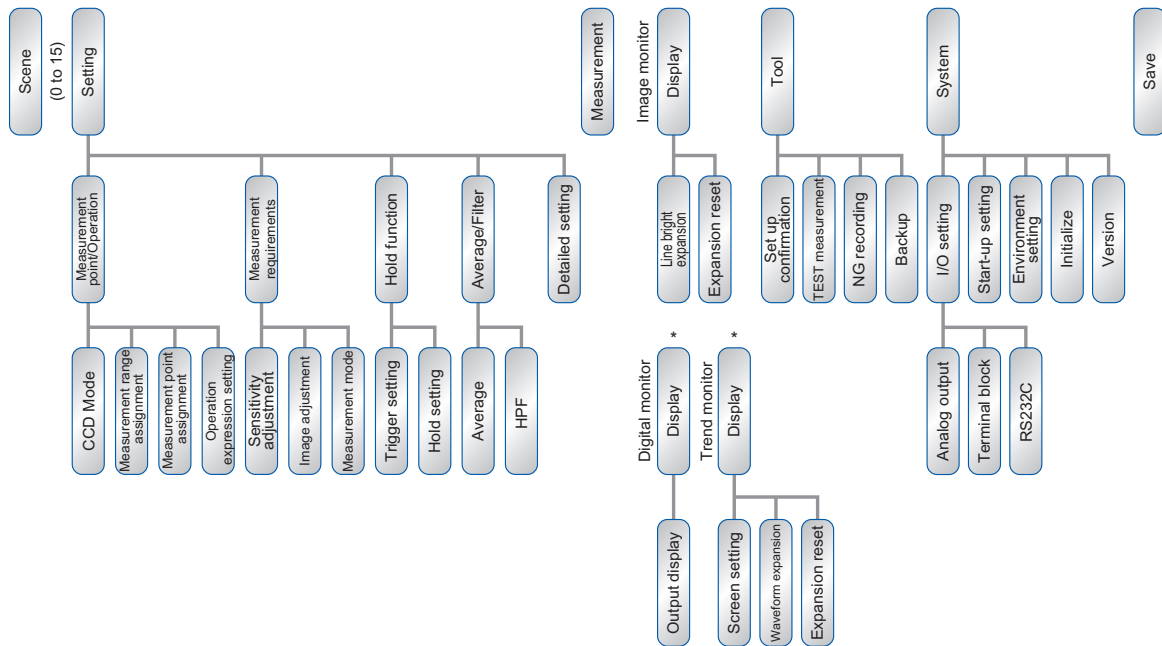 Scene
(0 to 15)
Setting
Measurement
point/Operation
CCD Mode
Measurement range
assignment
Measurement point
assignment
Operation
expression setting
Measurement
requirements
Sensitivity
adjustment
Image adjustment
Measurement mode
Hold function
Trigger setting
Hold setting
Average/Filter
Average
HPF
Detailed setting
Measurement
Image monitor
Display
Line bright
expansion
Expansion reset
Digital monitor
Display
*
Output display
Trend monitor
Display
*
Screen setting
Waveform expansion
Expansion reset
Tool
Set up
confirmation
TEST measurement
NG recording
Backup
System
I/O setting
Analog output
Terminal block
RS232C
Start-up setting
Environment
setting
Initialize
Version
Save